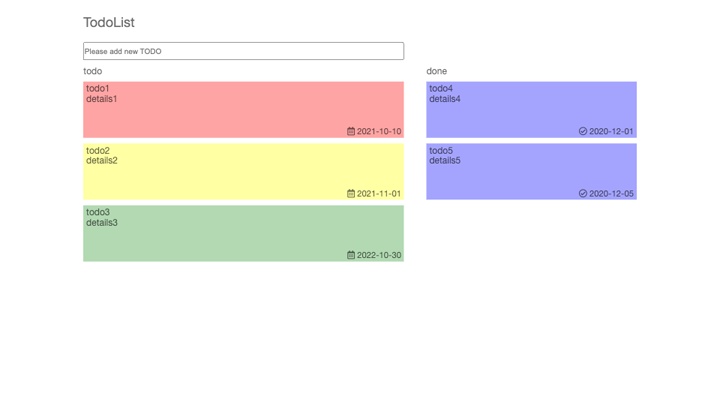 TodoList
Please add new TODO
todo
todo1
details1
2021-10-10
todo2
details2
2021-11-01
todo3
details3
2022-10-30
done
todo4
details4
2020-12-01
todo5
details5
2020-12-05